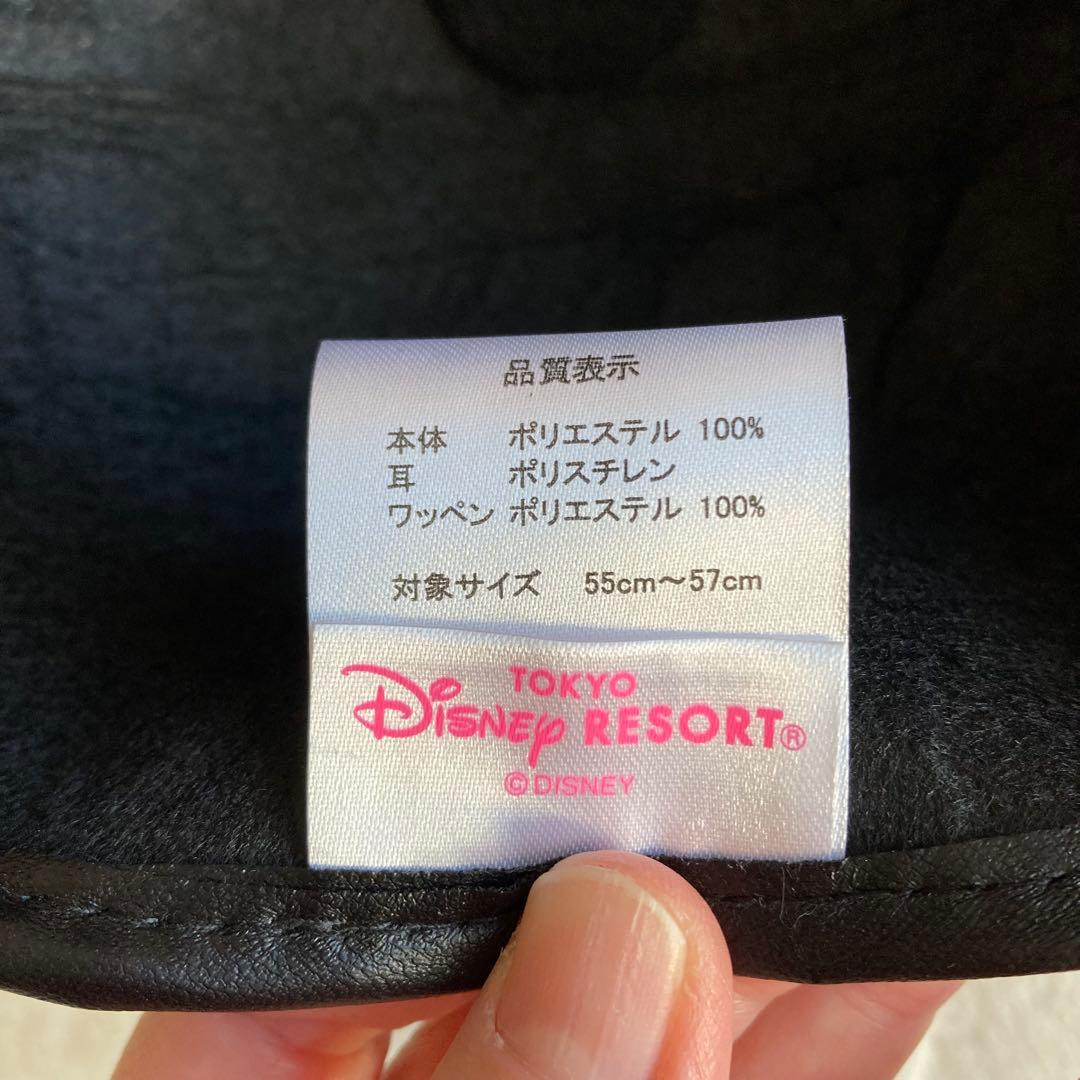 品質表示
本体 ポリエステル 100%
耳 ポリスチレン
ワッペン ポリエステル 100%
対象サイズ 55cm～57cm
TOKYO
DISNEY RESORT®
©DISNEY